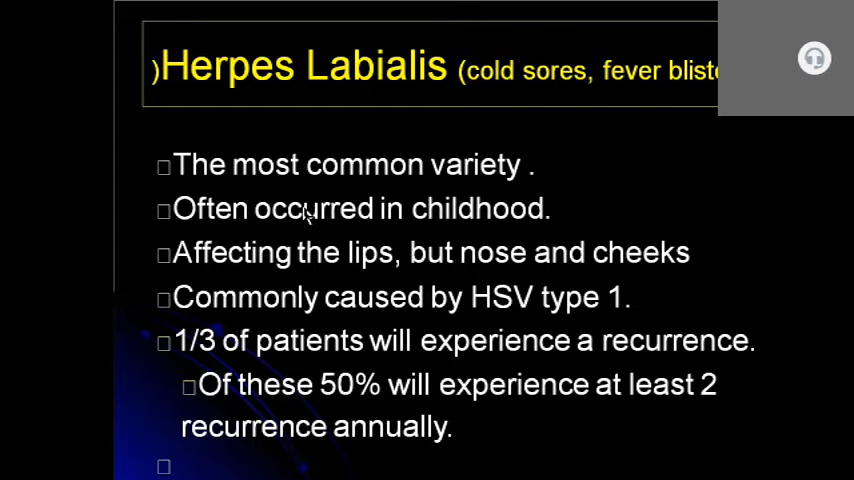 )Herpes Labialis (cold sores, fever
The most common variety .
Often occurred in childhood.
Affecting the lips, but nose and cheeks
Commonly caused by HSV type 1.
1/3 of patients will experience a recurrence.
Of these 50% will experience at least 2
recurrence annually.